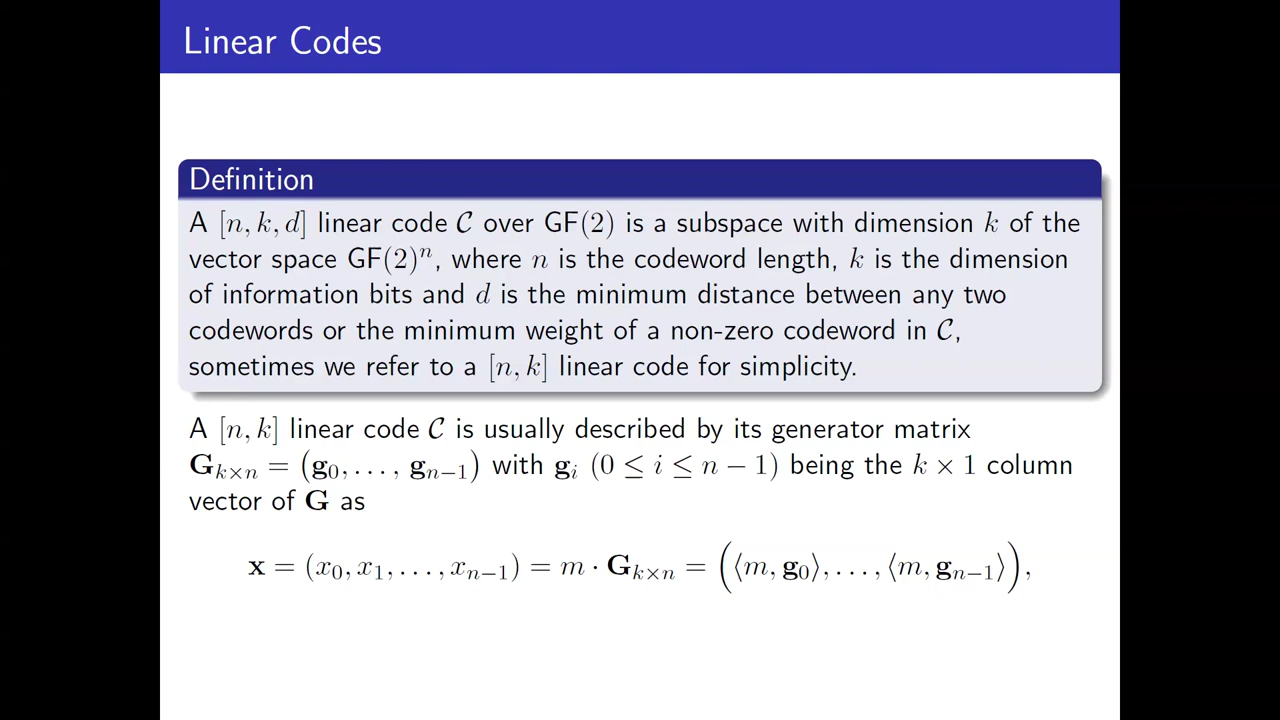 Linear Codes
Definition
A [n, k, d] linear code 𝒞 over GF(2) is a subspace with dimension k of the
vector space GF(2)ⁿ, where n is the codeword length, k is the dimension
of information bits and d is the minimum distance between any two
codewords or the minimum weight of a non-zero codeword in 𝒞,
sometimes we refer to a [n, k] linear code for simplicity.
A [n, k] linear code 𝒞 is usually described by its generator matrix
𝐆ₖₓₙ = (𝐠₀, . . . , 𝐠ₙ₋₁) with 𝐠ᵢ (0 ≤ i ≤ n − 1) being the k × 1 column
vector of 𝐆 as
𝐱 = (x₀, x₁, . . . , xₙ₋₁) = m · 𝐆ₖₓₙ = (⟨m, 𝐠₀⟩, . . . , ⟨m, 𝐠ₙ₋₁⟩),